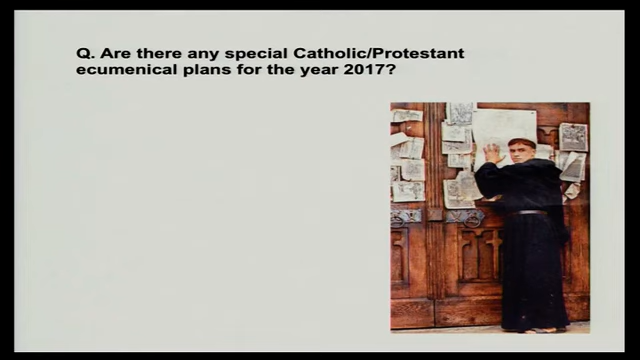 Q. Are there any special Catholic/Protestant
ecumenical plans for the year 2017?